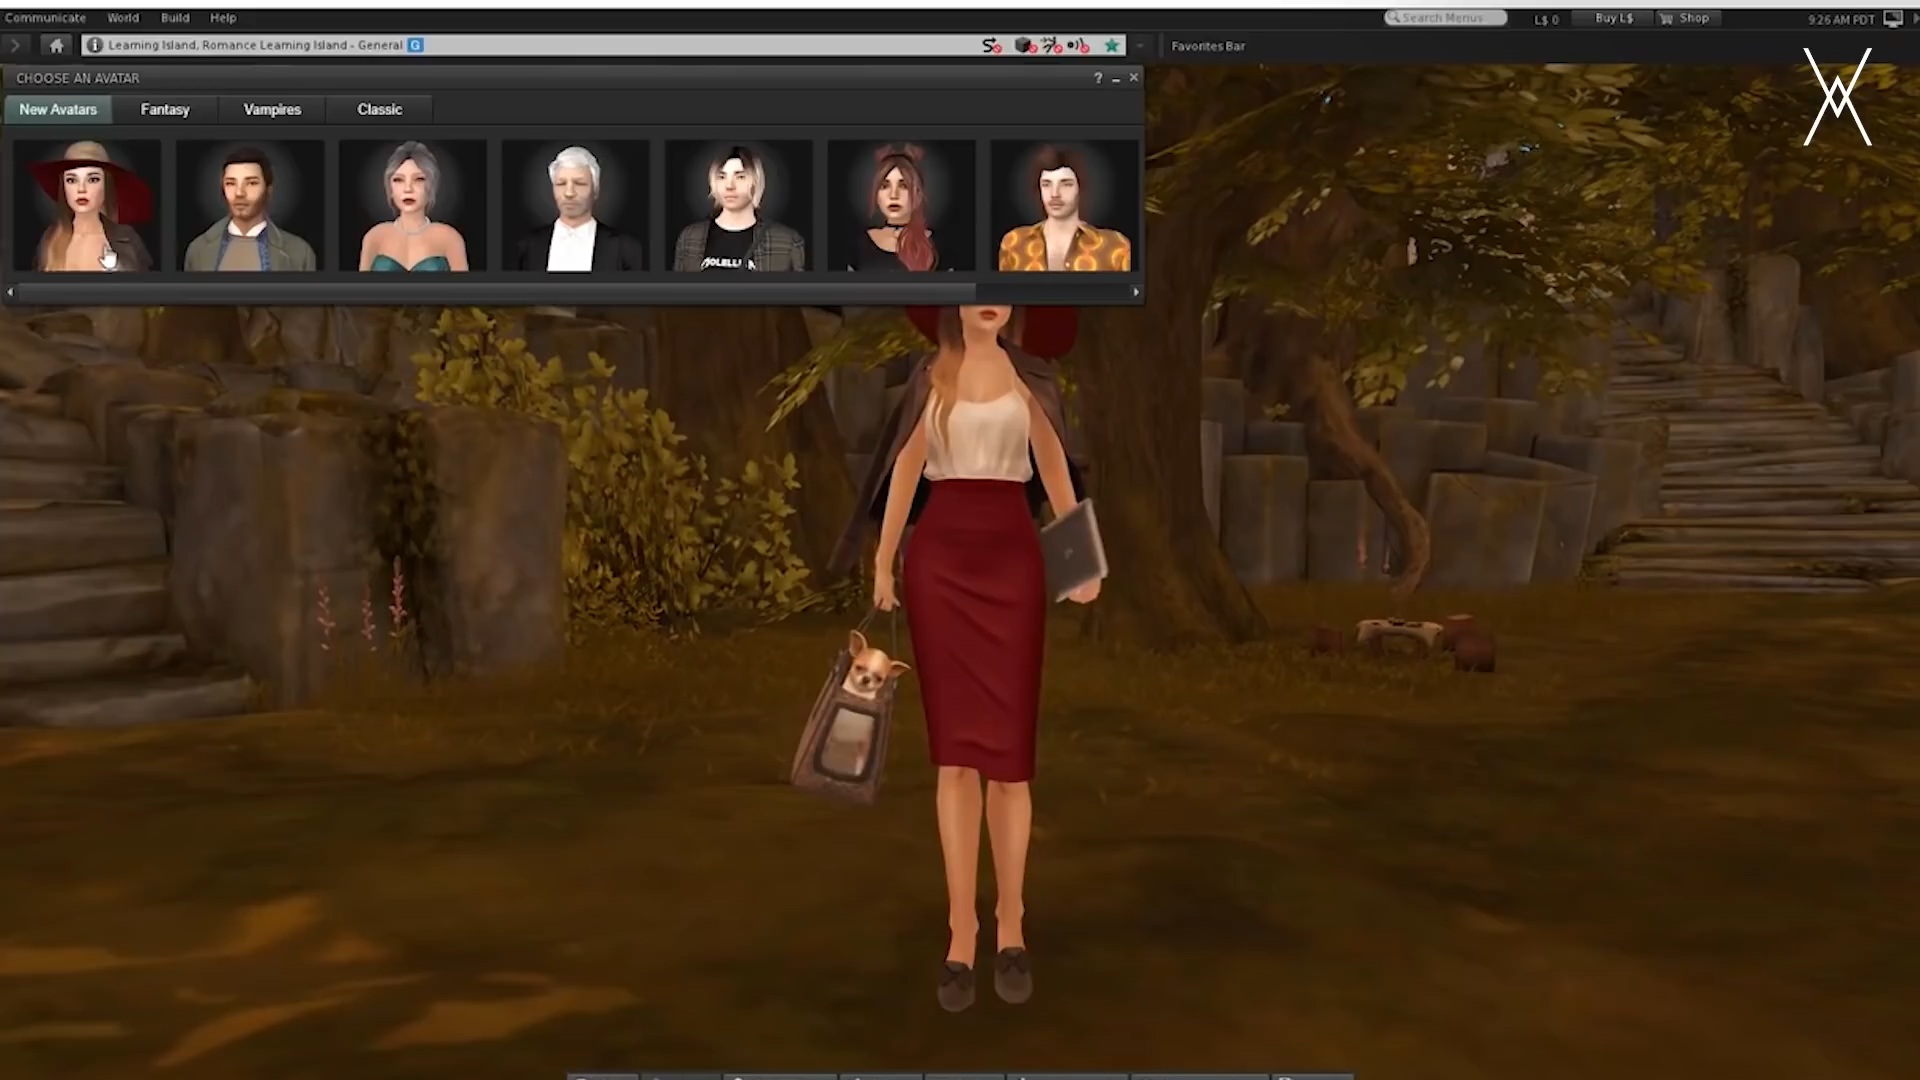 Communicate World Build Help Search Menus L$ 0 Buy L$ Shop 9:26 AM PDT
Learning Island, Romance Learning Island - General G Favorites Bar
CHOOSE AN AVATAR ?
New Avatars Fantasy Vampires Classic